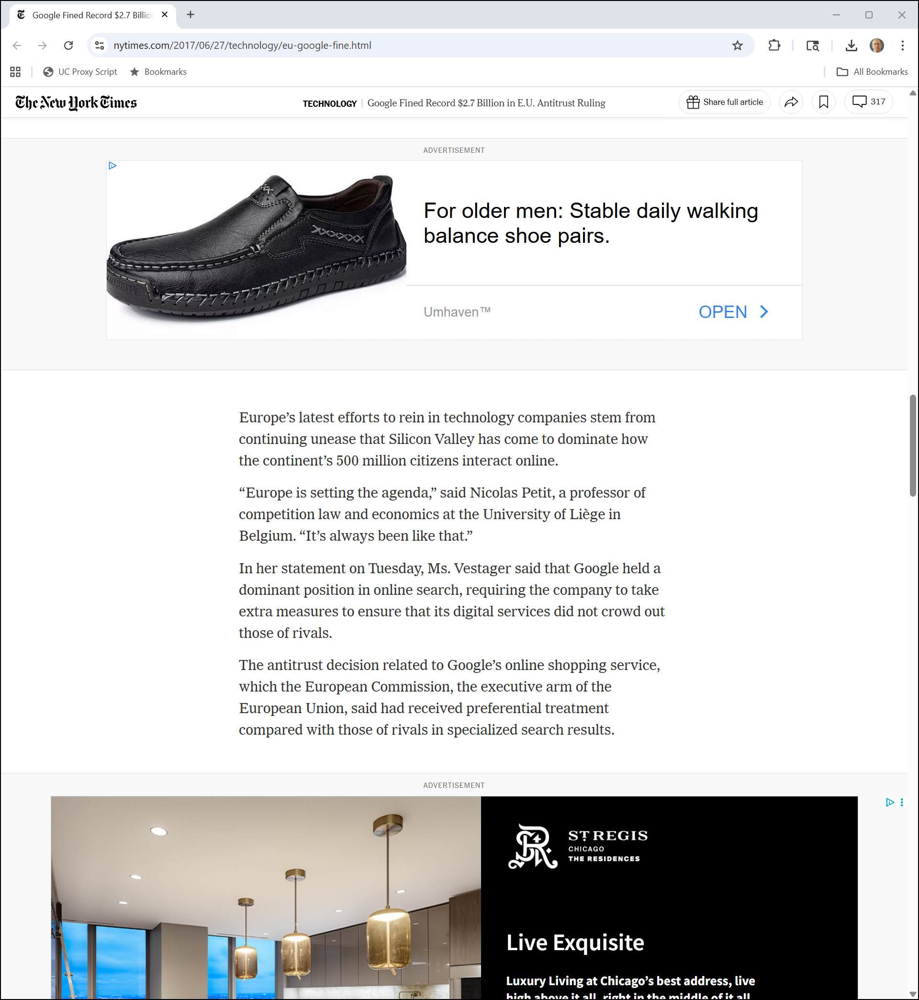 Google Fined Record $2.7 Billio
nytimes.com/2017/06/27/technology/eu-google-fine.html
UC Proxy Script
Bookmarks
All Bookmarks
The New York Times
TECHNOLOGY | Google Fined Record $2.7 Billion in E.U. Antitrust Ruling
Share full article
317
ADVERTISEMENT
For older men: Stable daily walking
balance shoe pairs.
Umhaven™
OPEN
Europe’s latest efforts to rein in technology companies stem from
continuing unease that Silicon Valley has come to dominate how
the continent’s 500 million citizens interact online.
“Europe is setting the agenda,” said Nicolas Petit, a professor of
competition law and economics at the University of Liège in
Belgium. “It’s always been like that.”
In her statement on Tuesday, Ms. Vestager said that Google held a
dominant position in online search, requiring the company to take
extra measures to ensure that its digital services did not crowd out
those of rivals.
The antitrust decision related to Google’s online shopping service,
which the European Commission, the executive arm of the
European Union, said had received preferential treatment
compared with those of rivals in specialized search results.
ADVERTISEMENT
ST REGIS
CHICAGO
THE RESIDENCES
Live Exquisite
Luxury Living at Chicago’s best address, live
high above it all, right in the middle of it all